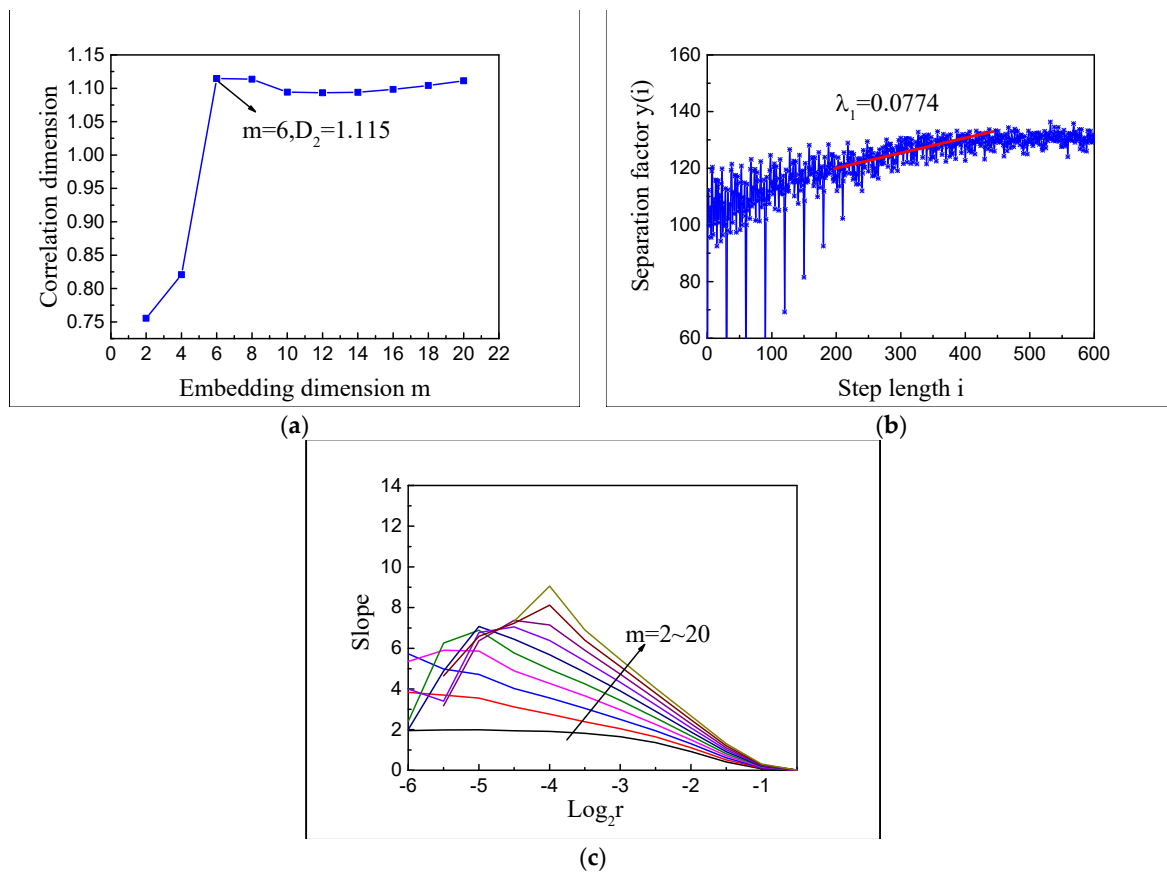 1.15
1.10
1.05
1.00
0.95
0.90
0.85
0.80
0.75
m=6,D2=1.115
Correlation dimension
0 2 4 6 8 10 12 14 16 18 20 22
Embedding dimension m
(a)
160
140
120
100
80
60
λ1=0.0774
Separation factor y(i)
0 100 200 300 400 500 600
Step length i
(b)
14
12
10
8
6
4
2
0
m=2~20
Slope
-6 -5 -4 -3 -2 -1
Log2r
(c)